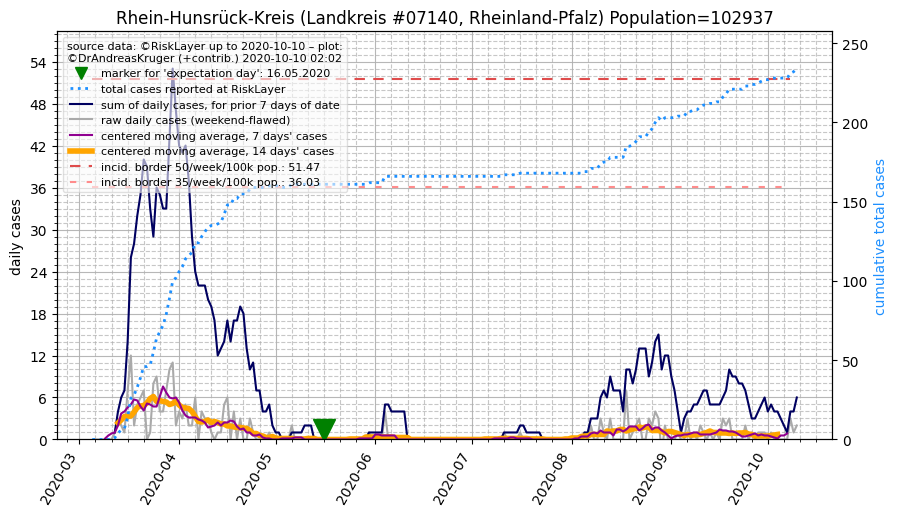 Rhein-Hunsrück-Kreis (Landkreis #07140, Rheinland-Pfalz) Population=102937
source data: ©RiskLayer up to 2020-10-10 – plot:
©DrAndreasKruger (+contrib.) 2020-10-10 02:02
marker for 'expectation day': 16.05.2020
total cases reported at RiskLayer
sum of daily cases, for prior 7 days of date
raw daily cases (weekend-flawed)
centered moving average, 7 days' cases
centered moving average, 14 days' cases
incid. border 50/week/100k pop.: 51.47
incid. border 35/week/100k pop.: 36.03
daily cases
54
48
42
36
30
24
18
12
6
0
cumulative total cases
250
200
150
100
50
0
2020-03
2020-04
2020-05
2020-06
2020-07
2020-08
2020-09
2020-10